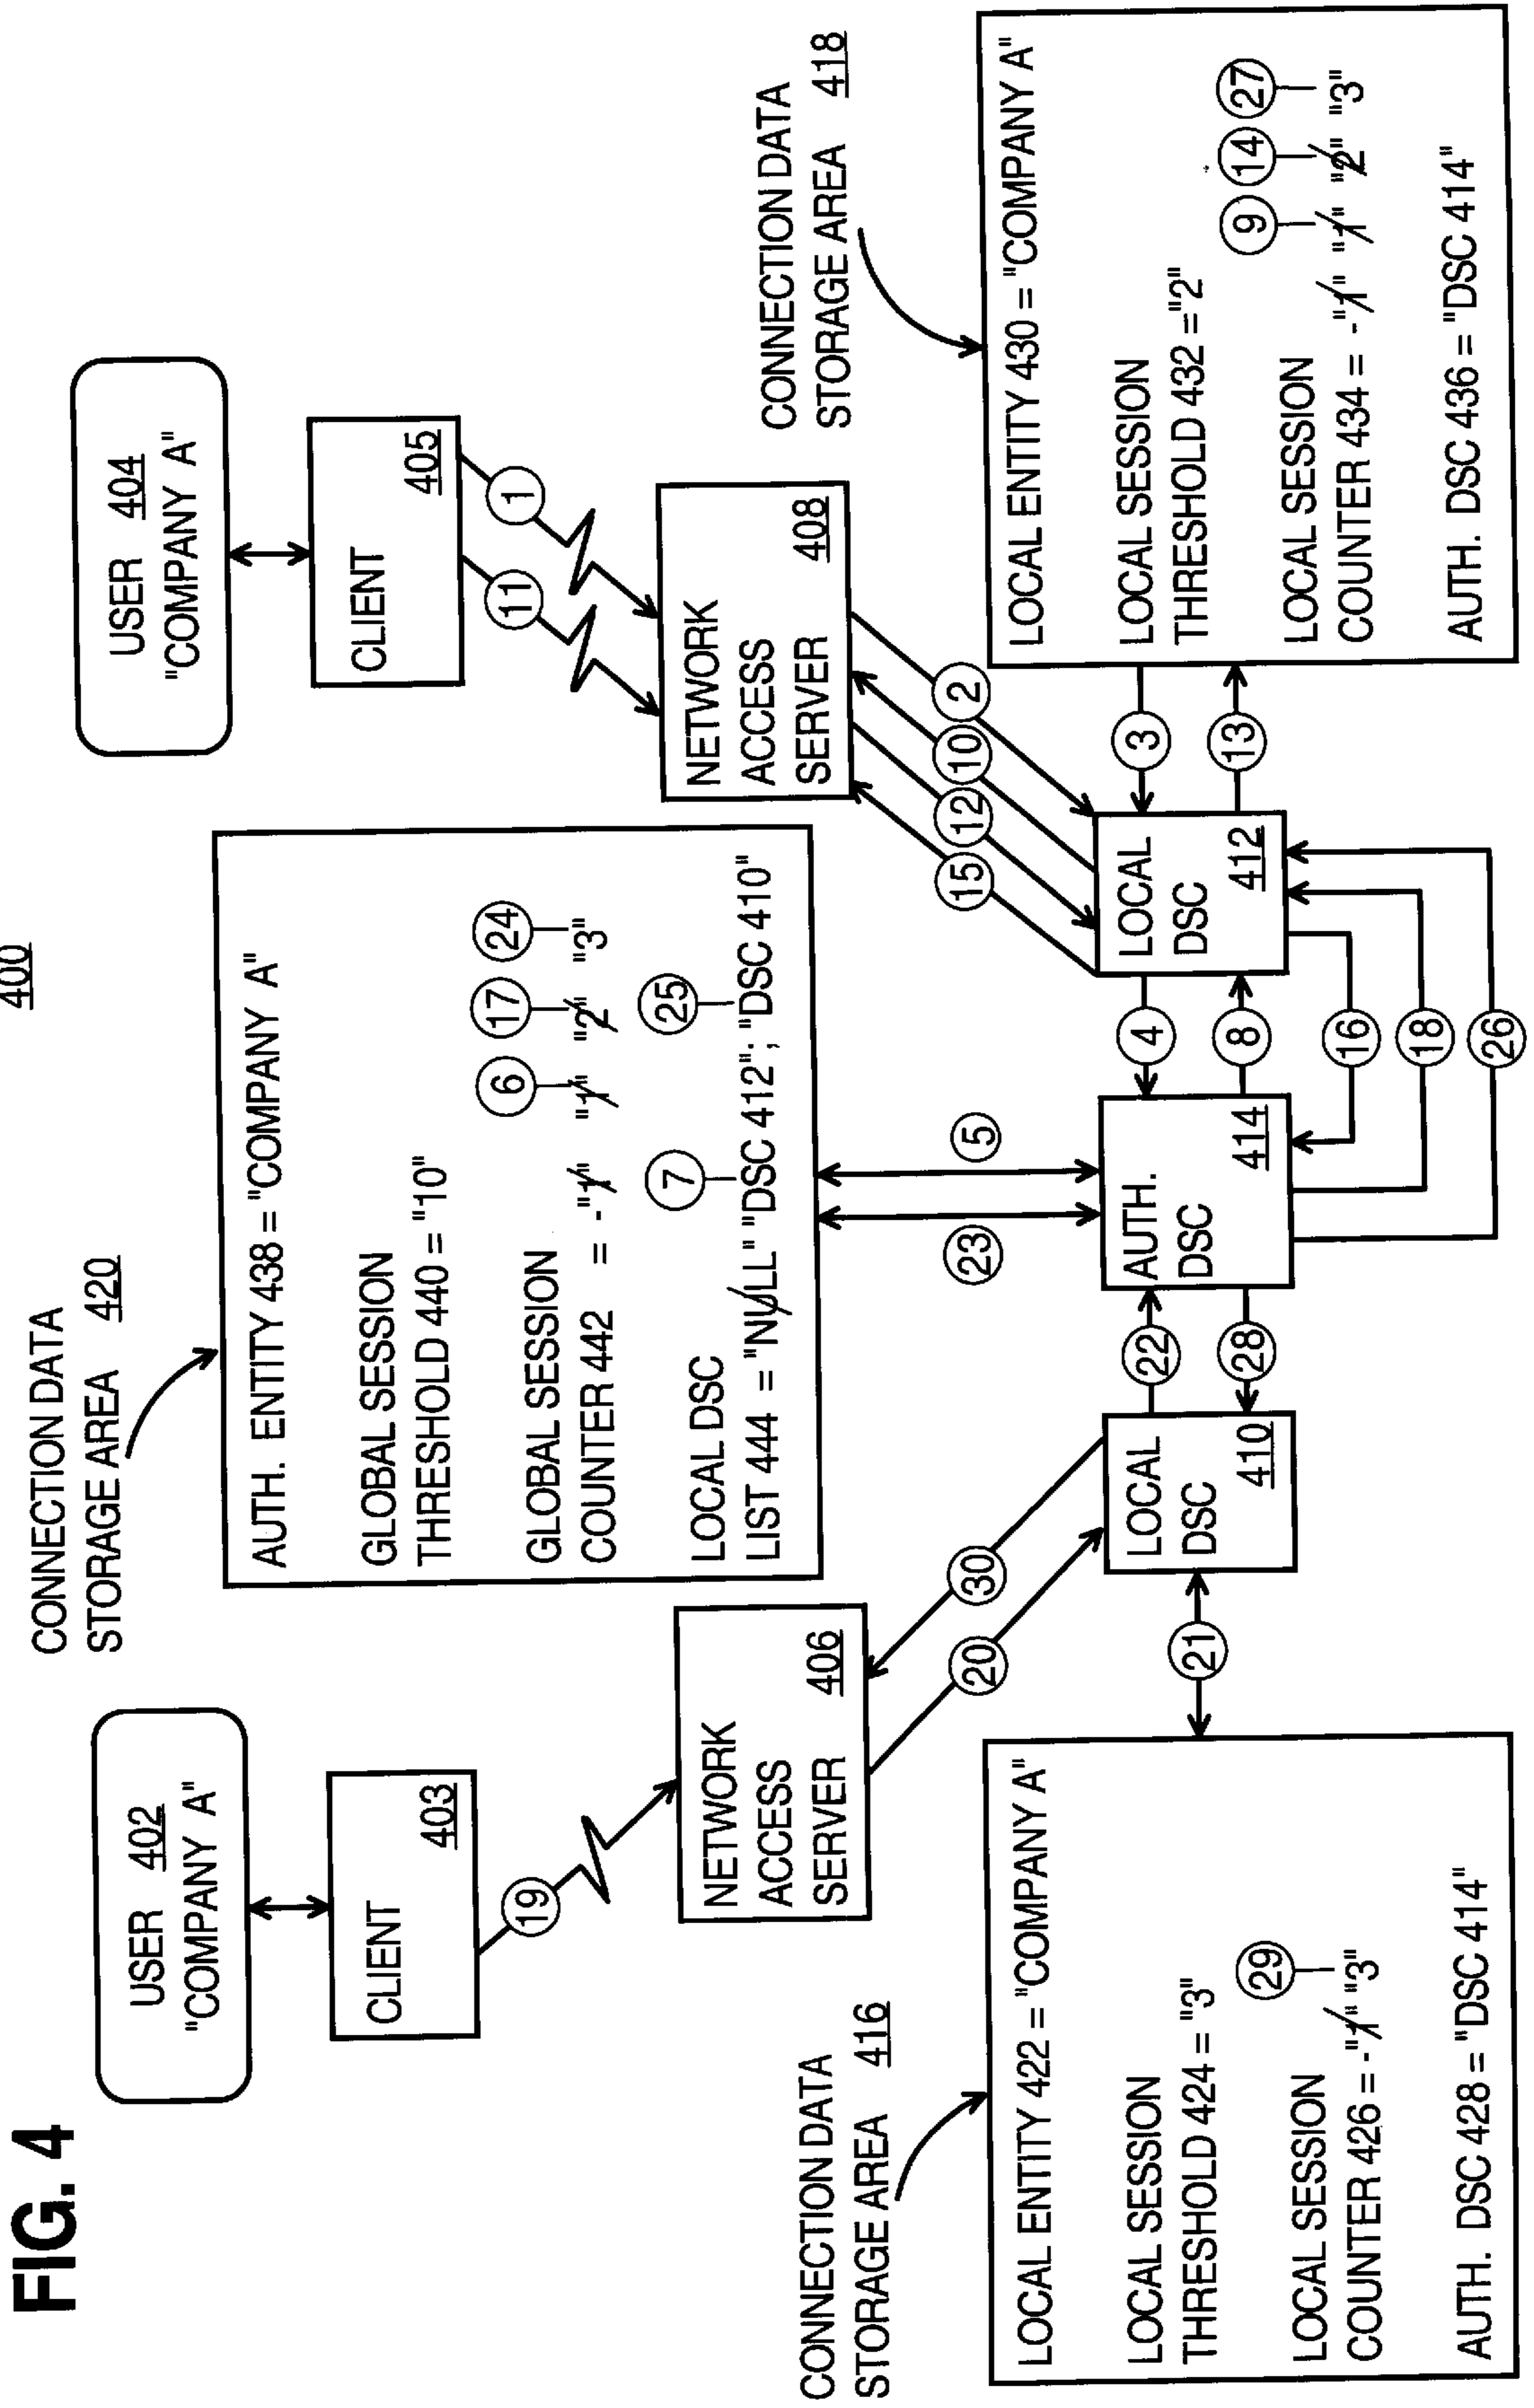 FIG. 4
400
USER 402
"COMPANY A"
CLIENT
403
19
NETWORK
ACCESS
SERVER 406
30
20
CONNECTION DATA
STORAGE AREA 416
LOCAL ENTITY 422 = "COMPANY A"
LOCAL SESSION
THRESHOLD 424 = "3"
29
LOCAL SESSION
COUNTER 426 = -"1" "3"
AUTH. DSC 428 = "DSC 414"
21
LOCAL
DSC
410
22
28
CONNECTION DATA
STORAGE AREA 420
AUTH. ENTITY 438 = "COMPANY A"
GLOBAL SESSION
THRESHOLD 440 = "10"
6 17 24
GLOBAL SESSION
COUNTER 442 = -"1" "1" "2" "3"
7 25
LOCAL DSC
LIST 444 = "NULL" "DSC 412"; "DSC 410"
23
5
AUTH.
DSC
414
4
8
16
18
26
USER 404
"COMPANY A"
CLIENT
405
11
1
NETWORK
ACCESS
SERVER 408
15
12
10
2
LOCAL
DSC
412
3
13
CONNECTION DATA
STORAGE AREA 418
LOCAL ENTITY 430 = "COMPANY A"
LOCAL SESSION
THRESHOLD 432 ="2"
9 14 27
LOCAL SESSION
COUNTER 434 = -"1" "1" "2" "3"
AUTH. DSC 436 = "DSC 414"